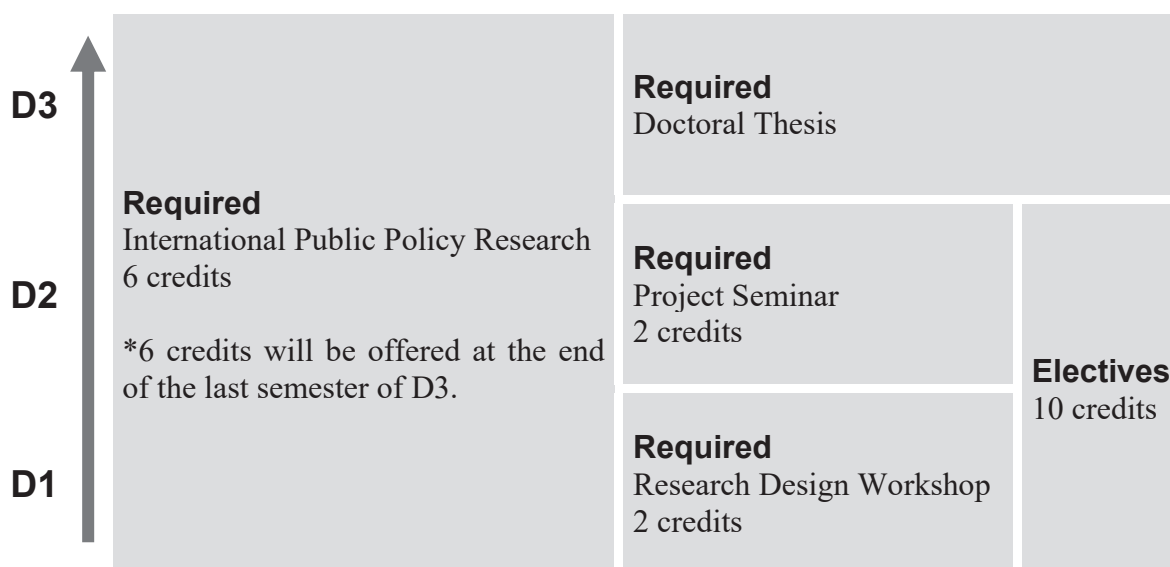 D3
D2
D1
Required
International Public Policy Research
6 credits
*6 credits will be offered at the end
of the last semester of D3.
Required
Doctoral Thesis
Required
Project Seminar
2 credits
Required
Research Design Workshop
2 credits
Electives
10 credits